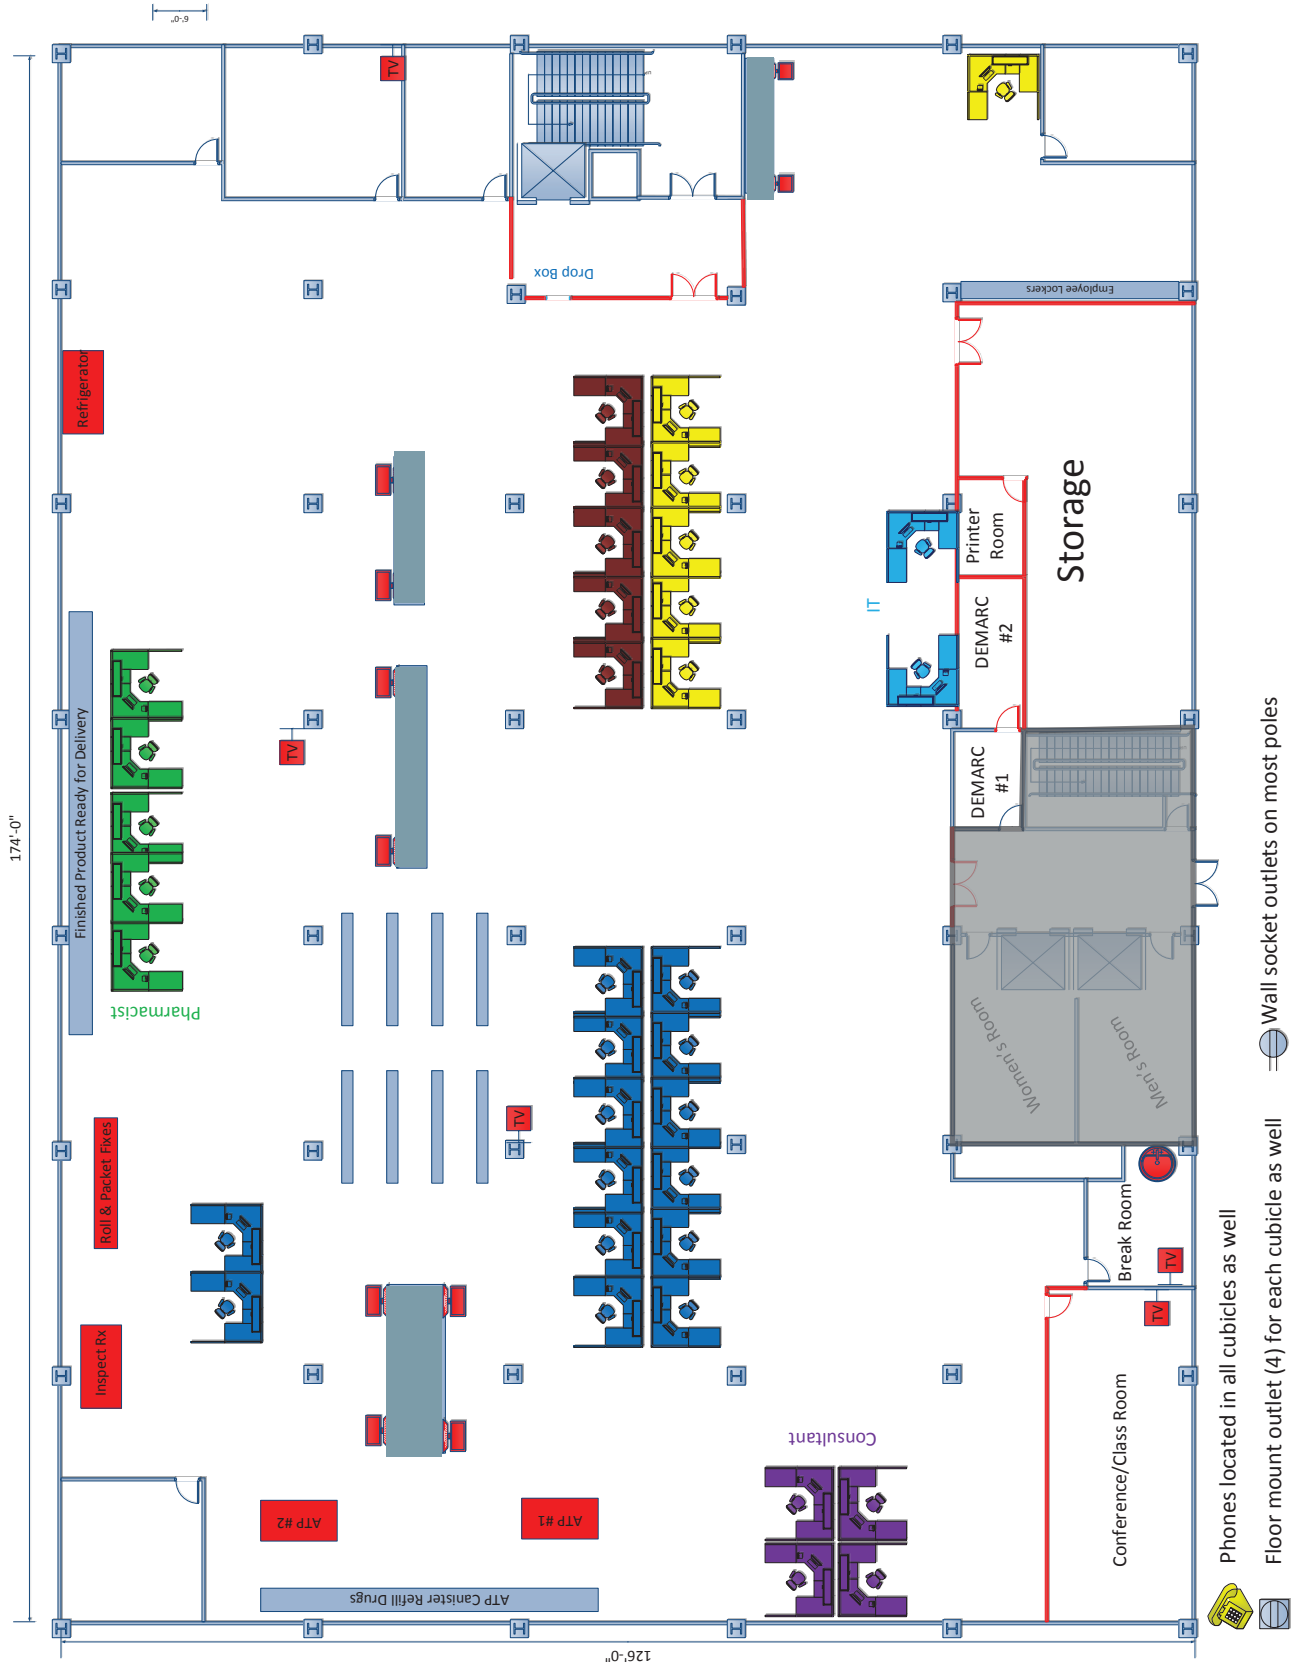 6'-0"
174'-0"
126'-0"
TV
Refrigerator
Drop Box
Employee Lockers
Finished Product Ready for Delivery
Pharmacist
TV
IT
Printer
Room
Storage
DEMARC
#2
DEMARC
#1
Roll & Packet Fixes
TV
Women's Room
Men's Room
Inspect Rx
Break Room
TV
TV
ATP #2
ATP #1
Consultant
Conference/Class Room
ATP Canister Refill Drugs
Phones located in all cubicles as well
Floor mount outlet (4) for each cubicle as well
Wall socket outlets on most poles